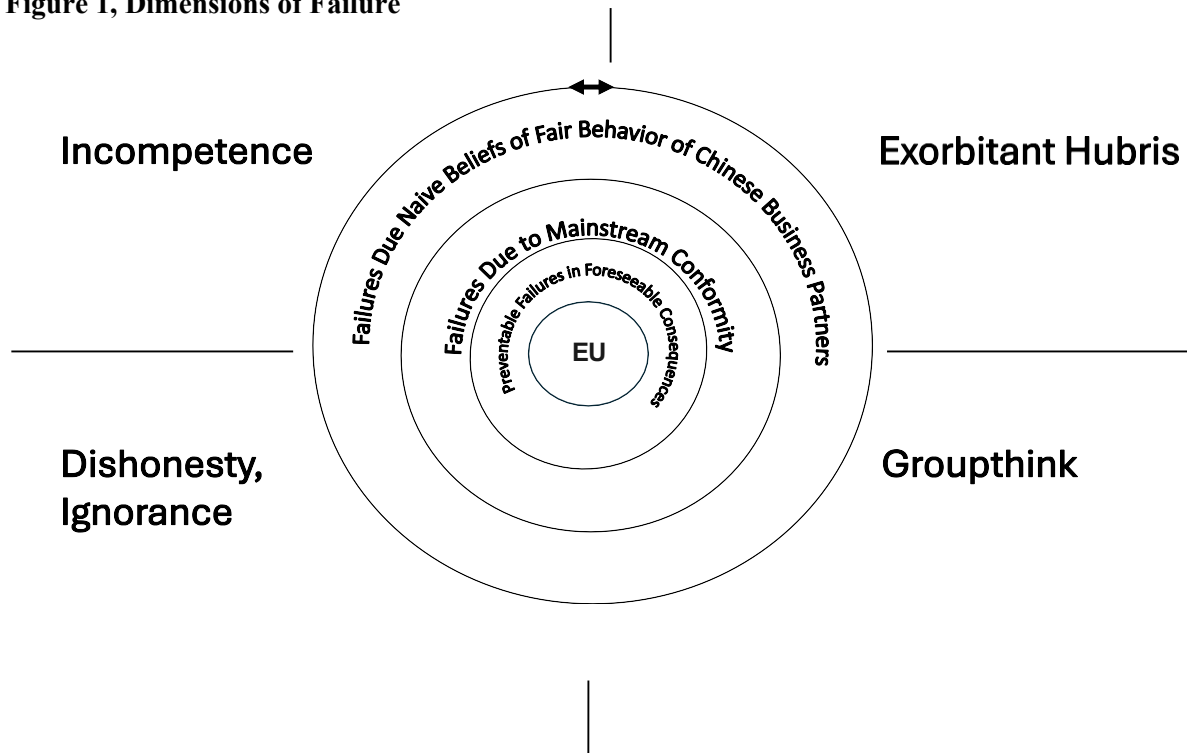 Figure 1, Dimensions of Failure
Incompetence
Exorbitant Hubris
Failures Due Naive Beliefs of Fair Behavior of Chinese Business Partners
Failures Due to Mainstream Conformity
Preventable Failures in Foreseeable Consequences
EU
Dishonesty,
Ignorance
Groupthink